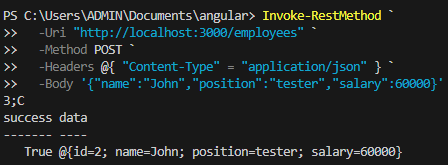 PS C:\Users\ADMIN\Documents\angular> Invoke-RestMethod `
>>   -Uri "http://localhost:3000/employees" `
>>   -Method POST `
>>   -Headers @{ "Content-Type" = "application/json" } `
>>   -Body '{"name":"John","position":"tester","salary":60000}'
3;C
success data
------- ----
   True @{id=2; name=John; position=tester; salary=60000}